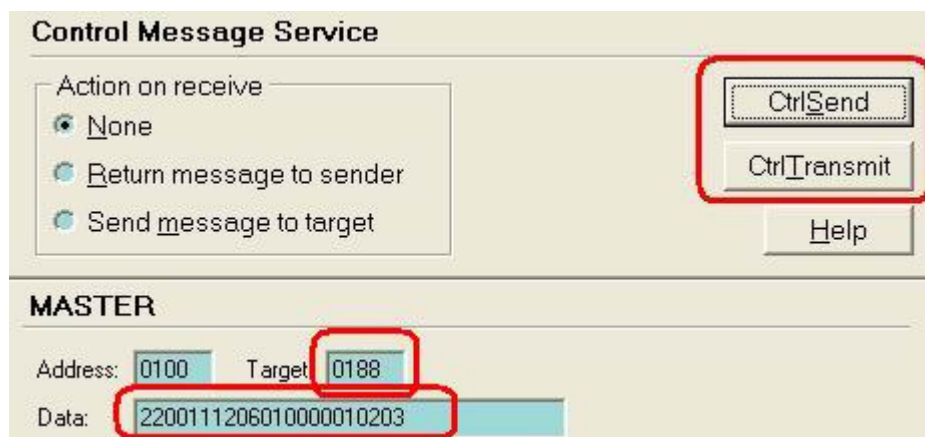 Control Message Service
Action on receive
None
Return message to sender
Send message to target
CtrlSend
CtrlTransmit
Help
MASTER
Address: 0100 Target 0188
Data: 2200111206010000010203